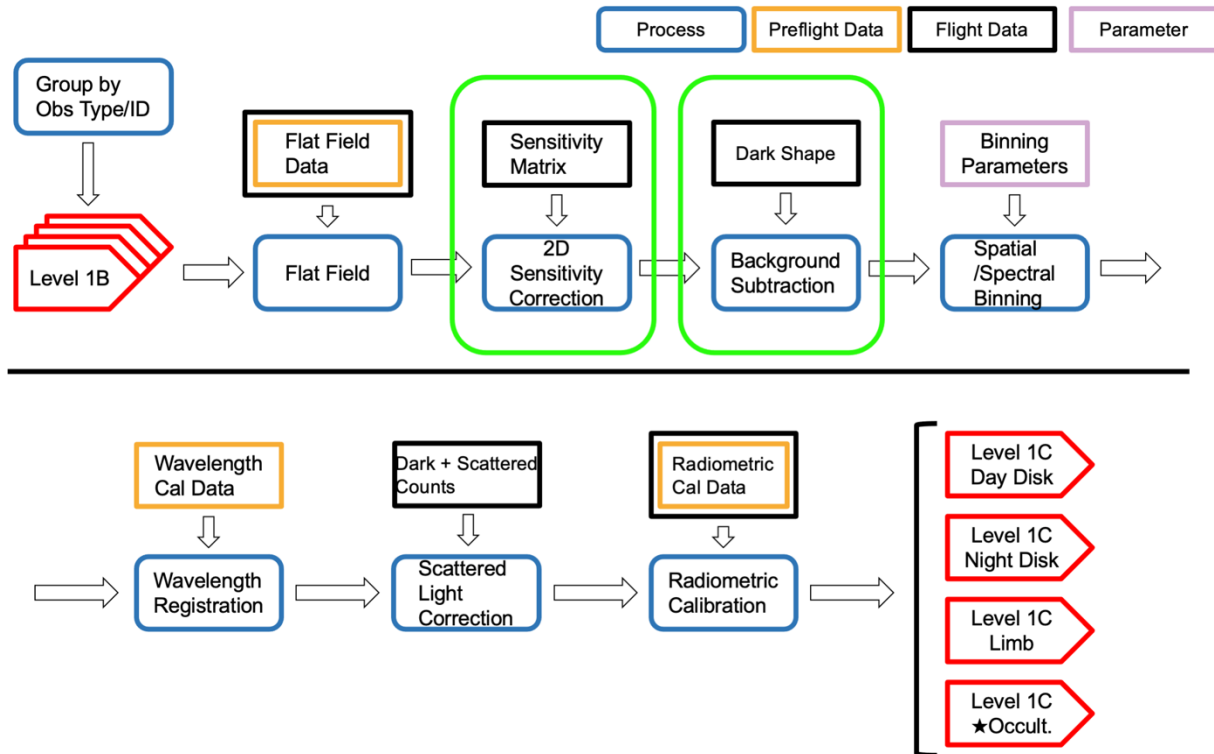 Process
Preflight Data
Flight Data
Parameter
Group by
Obs Type/ID
Flat Field
Data
Sensitivity
Matrix
Dark Shape
Binning
Parameters
Level 1B
Flat Field
2D
Sensitivity
Correction
Background
Subtraction
Spatial
/Spectral
Binning
Wavelength
Cal Data
Dark + Scattered
Counts
Radiometric
Cal Data
Wavelength
Registration
Scattered
Light
Correction
Radiometric
Calibration
Level 1C
Day Disk
Level 1C
Night Disk
Level 1C
Limb
Level 1C
★Occult.